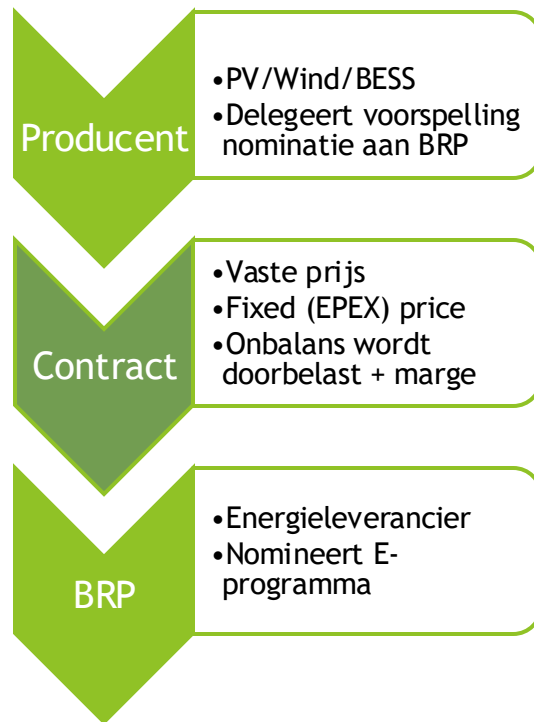 Producent
•PV/Wind/BESS
•Delegeert voorspelling
nominatie aan BRP
Contract
•Vaste prijs
•Fixed (EPEX) price
•Onbalans wordt
doorbelast + marge
BRP
•Energieleverancier
•Nomineert E-
programma